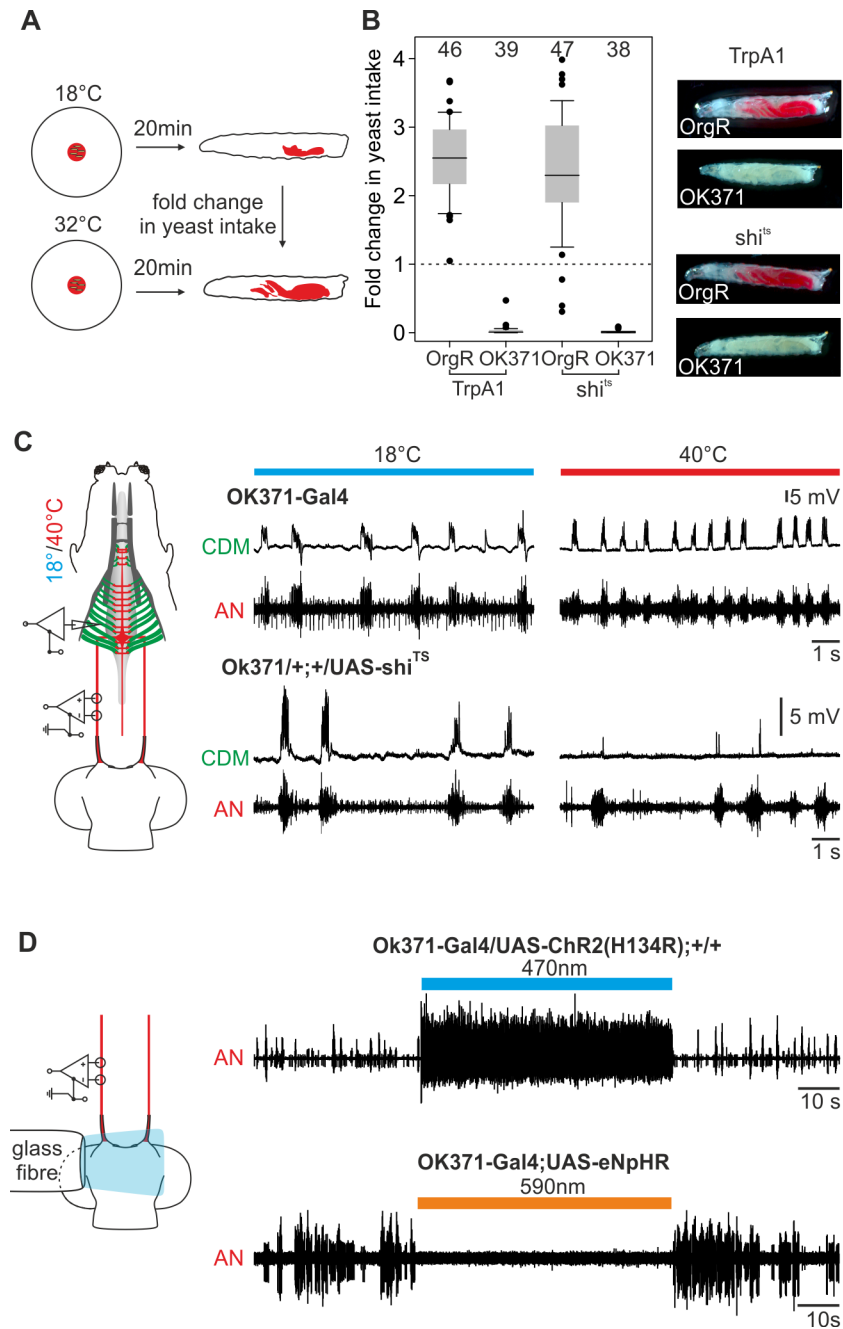 A
18°C
20min
fold change
in yeast intake
32°C
20min
B
Fold change in yeast intake
4
3
2
1
0
46 39 47 38
OrgR OK371 OrgR OK371
TrpA1 shi^ts
TrpA1
OrgR
OK371
shi^ts
OrgR
OK371
C
18°/40°C
18°C 40°C
OK371-Gal4
5 mV
CDM
AN
1 s
Ok371/+;+/UAS-shi^TS
5 mV
CDM
AN
1 s
D
glass
fibre
Ok371-Gal4/UAS-ChR2(H134R);+/+
470nm
AN
10 s
OK371-Gal4;UAS-eNpHR
590nm
AN
10s